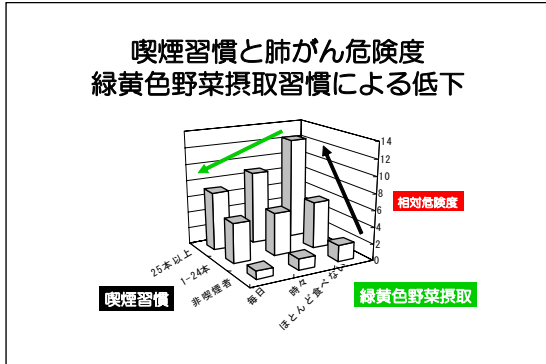 喫煙習慣と肺がん危険度
緑黄色野菜摂取習慣による低下
14
12
10
8
6
4
2
0
相対危険度
25本以上
1-24本
非喫煙者
毎日
時々
ほとんど食べない
喫煙習慣
緑黄色野菜摂取